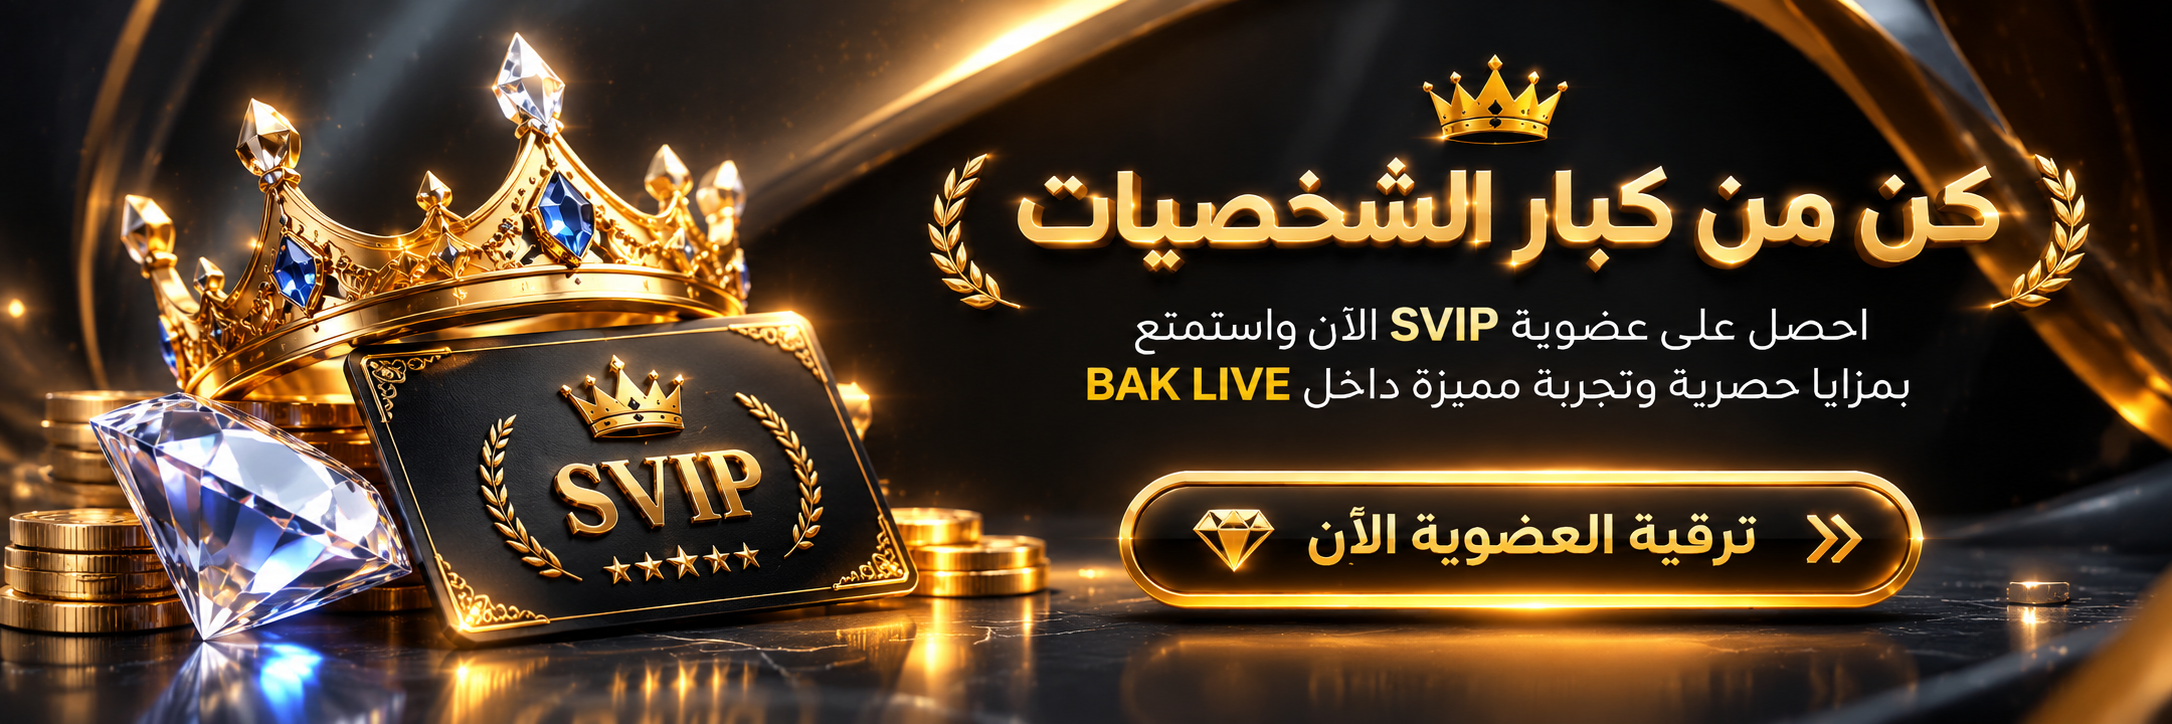 كن من كبار الشخصيات
احصل على عضوية SVIP الآن واستمتع
بمزايا حصرية وتجربة مميزة داخل BAK LIVE
ترقية العضوية الآن
SVIP